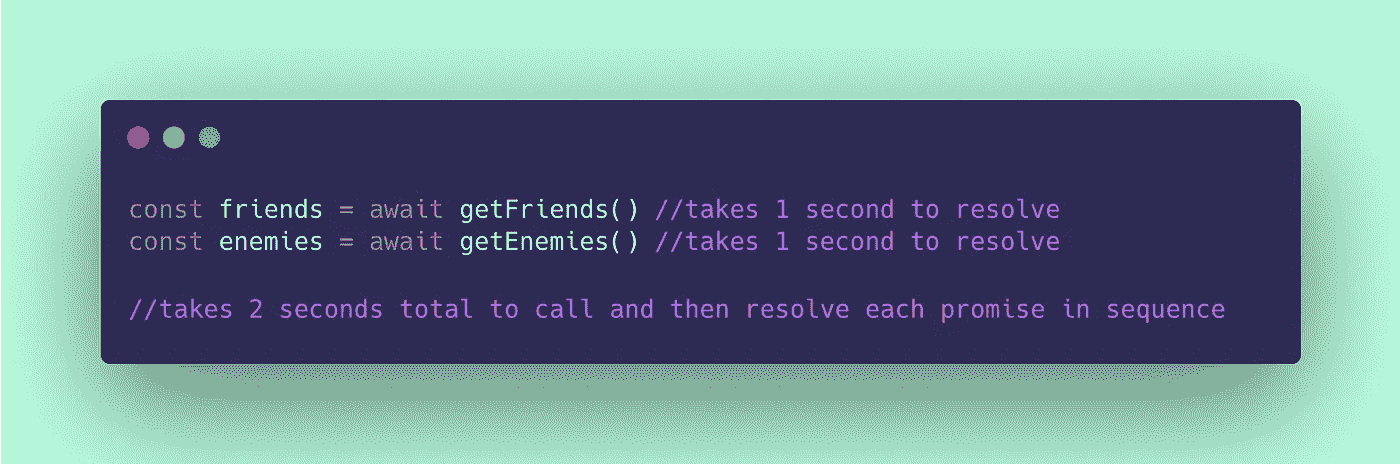 const friends = await getFriends() //takes 1 second to resolve
const enemies = await getEnemies() //takes 1 second to resolve
//takes 2 seconds total to call and then resolve each promise in sequence